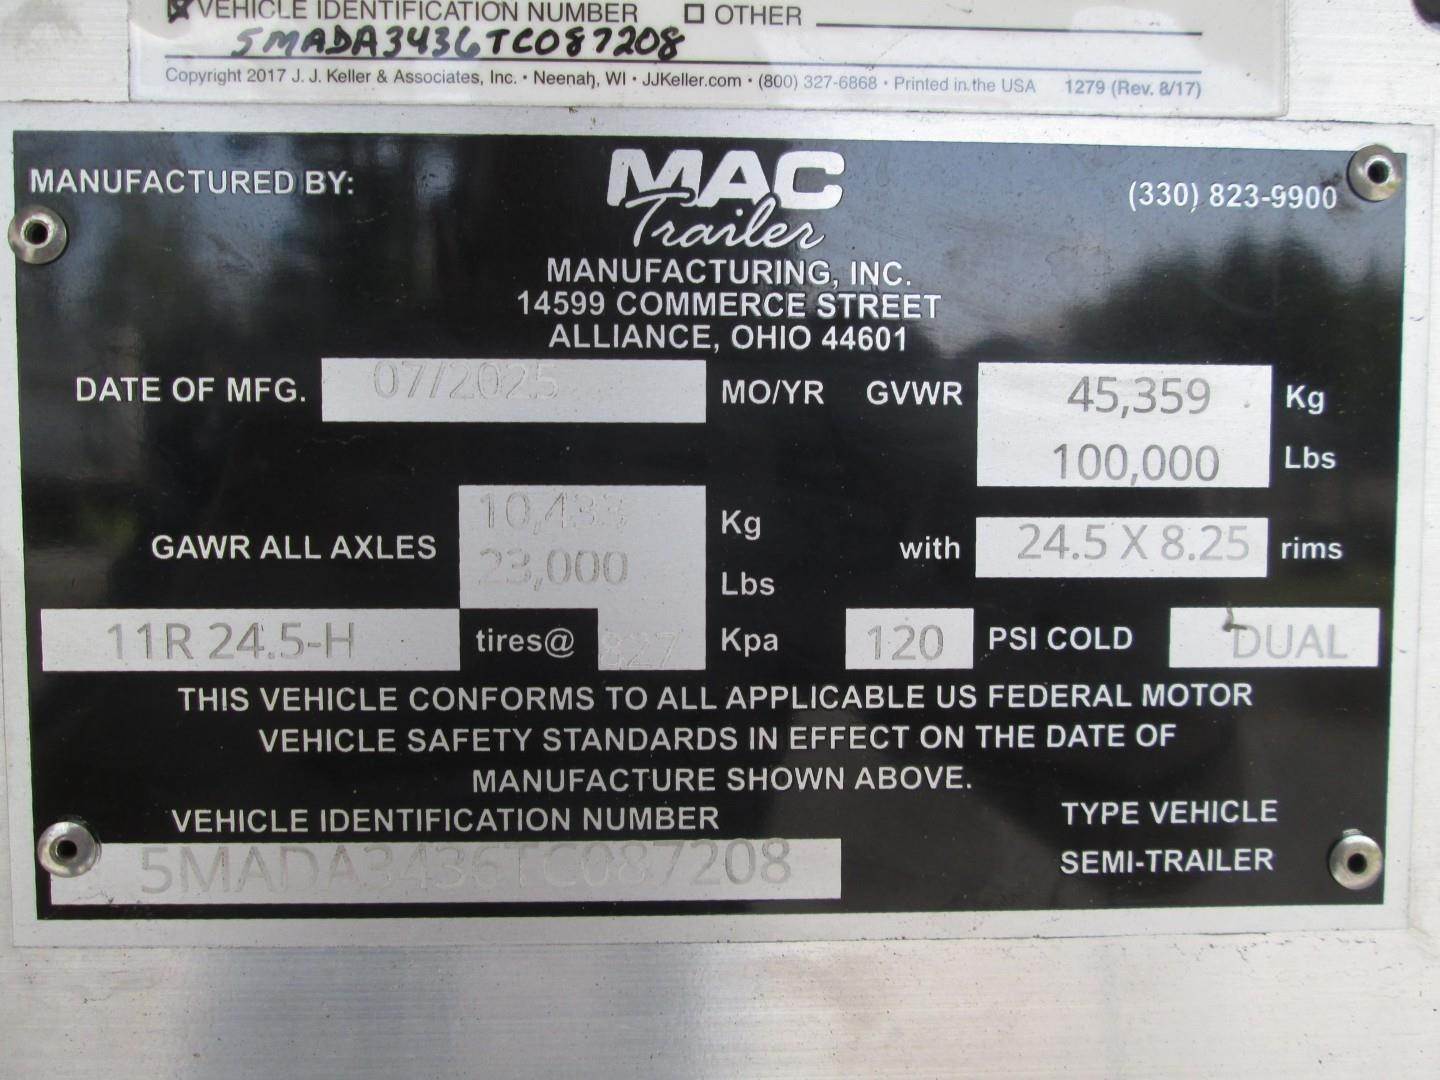 VEHICLE IDENTIFICATION NUMBER OTHER
5MADA3436TC087208
Copyright 2017 J. J. Keller & Associates, Inc. • Neenah, WI • JJKeller.com • (800) 327-6868 • Printed in the USA 1279 (Rev. 8/17)
MANUFACTURED BY: MAC (330) 823-9900
Trailer
MANUFACTURING, INC.
14599 COMMERCE STREET
ALLIANCE, OHIO 44601
DATE OF MFG. 07/2025 MO/YR GVWR 45,359 Kg
100,000 Lbs
GAWR ALL AXLES 10,433 Kg
23,000 Lbs
with 24.5 X 8.25 rims
11R 24.5-H tires@ 827 Kpa 120 PSI COLD DUAL
THIS VEHICLE CONFORMS TO ALL APPLICABLE US FEDERAL MOTOR
VEHICLE SAFETY STANDARDS IN EFFECT ON THE DATE OF
MANUFACTURE SHOWN ABOVE.
VEHICLE IDENTIFICATION NUMBER TYPE VEHICLE
5MADA3436TC087208 SEMI-TRAILER